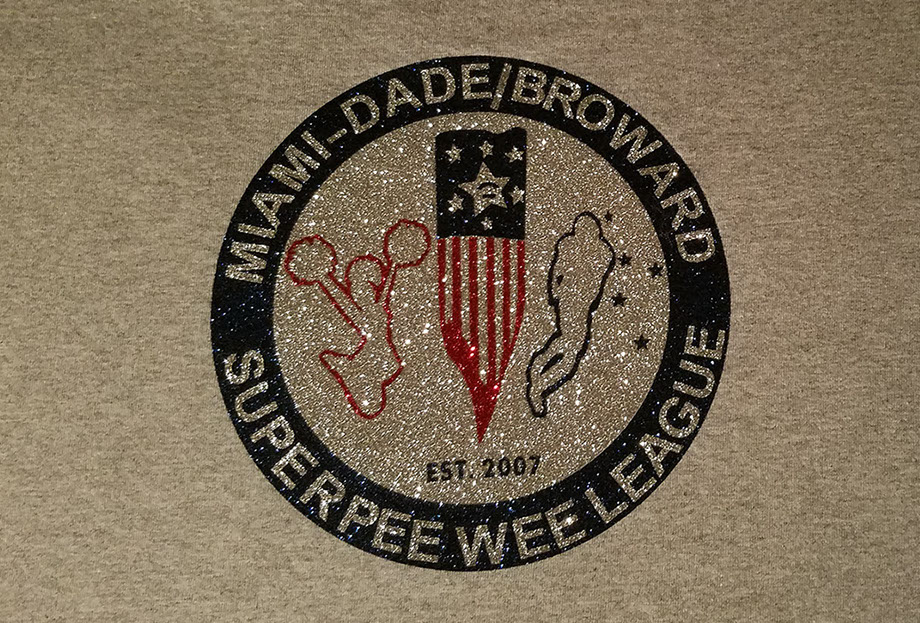 MIAMI-DADE/BROWARD
EST. 2007
SUPER PEE WEE LEAGUE